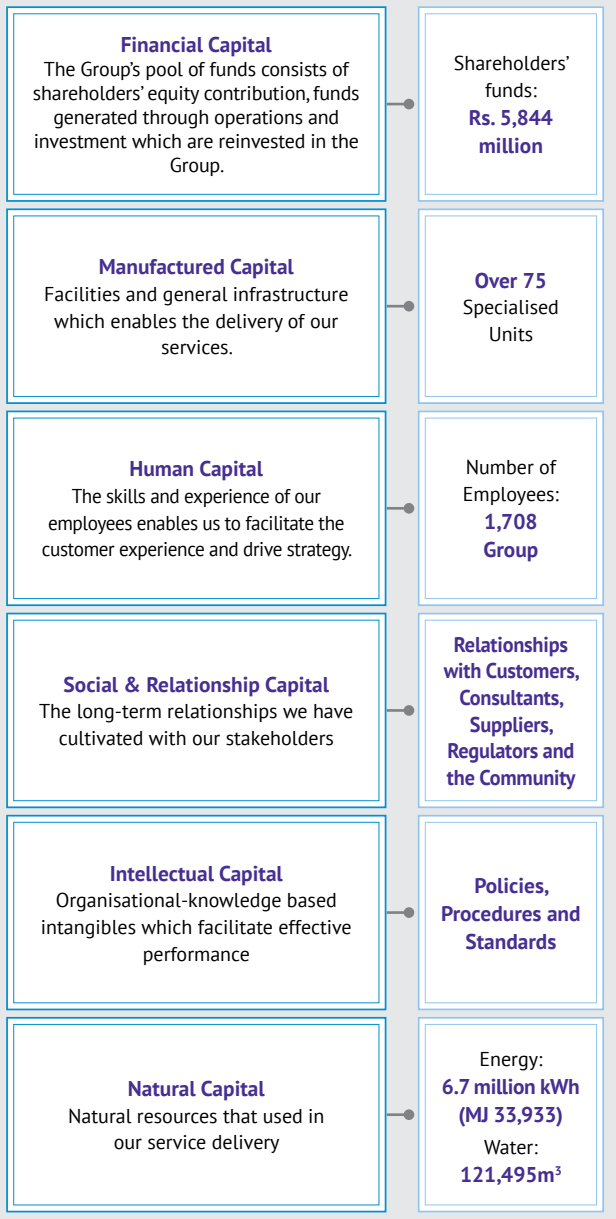 Financial Capital
The Group's pool of funds consists of
shareholders' equity contribution, funds
generated through operations and
investment which are reinvested in the
Group.
Shareholders'
funds:
Rs. 5,844
million
Manufactured Capital
Facilities and general infrastructure
which enables the delivery of our
services.
Over 75
Specialised
Units
Human Capital
The skills and experience of our
employees enables us to facilitate the
customer experience and drive strategy.
Number of
Employees:
1,708
Group
Social & Relationship Capital
The long-term relationships we have
cultivated with our stakeholders
Relationships
with Customers,
Consultants,
Suppliers,
Regulators and
the Community
Intellectual Capital
Organisational-knowledge based
intangibles which facilitate effective
performance
Policies,
Procedures and
Standards
Natural Capital
Natural resources that used in
our service delivery
Energy:
6.7 million kWh
(MJ 33,933)
Water:
121,495m³